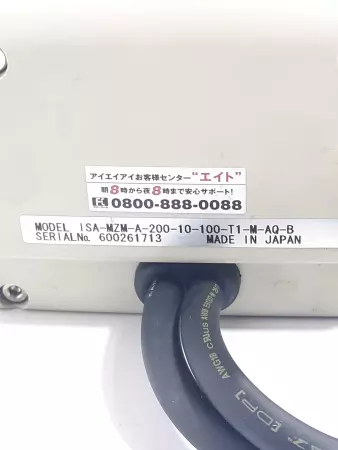 アイエイアイお客様センター"エイト"
朝8時から夜8時まで安心サポート!
0800-888-0088
MODEL ISA-MZM-A-200-10-100-T1-M-AQ-B
SERIALNo. 600261713 MADE IN JAPAN
AWG18